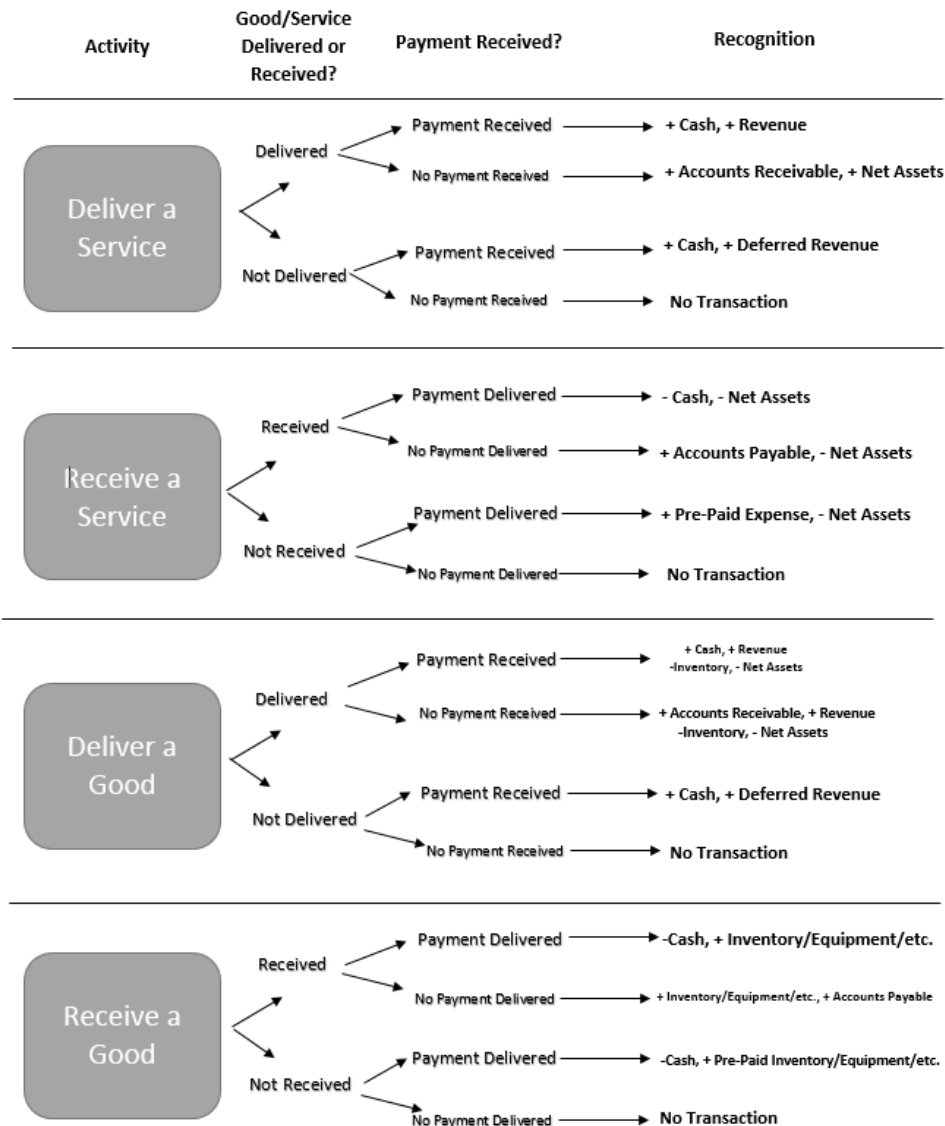 Activity
Good/Service
Delivered or
Received?
Payment Received?
Recognition
Deliver a
Service
Delivered
Payment Received
+ Cash, + Revenue
No Payment Received
+ Accounts Receivable, + Net Assets
Not Delivered
Payment Received
+ Cash, + Deferred Revenue
No Payment Received
No Transaction
Receive a
Service
Received
Payment Delivered
- Cash, - Net Assets
No Payment Delivered
+ Accounts Payable, - Net Assets
Not Received
Payment Delivered
+ Pre-Paid Expense, - Net Assets
No Payment Delivered
No Transaction
Deliver a
Good
Delivered
Payment Received
+ Cash, + Revenue
-Inventory, - Net Assets
No Payment Received
+ Accounts Receivable, + Revenue
-Inventory, - Net Assets
Not Delivered
Payment Received
+ Cash, + Deferred Revenue
No Payment Received
No Transaction
Receive a
Good
Received
Payment Delivered
-Cash, + Inventory/Equipment/etc.
No Payment Delivered
+ Inventory/Equipment/etc., + Accounts Payable
Not Received
Payment Delivered
-Cash, + Pre-Paid Inventory/Equipment/etc.
No Payment Delivered
No Transaction